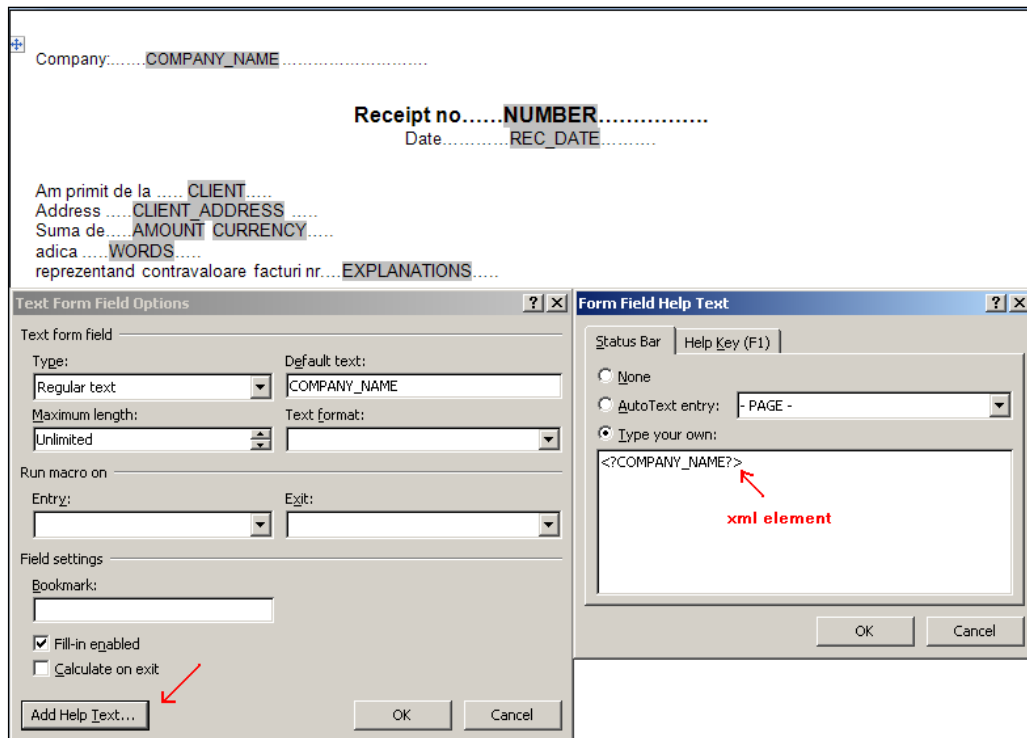 Company:.......COMPANY_NAME ...........................
Receipt no......NUMBER................
Date............REC_DATE..........
Am primit de la ..... CLIENT.....
Address .....CLIENT_ADDRESS .....
Suma de.....AMOUNT CURRENCY.....
adica .....WORDS.....
reprezentand contravaloare facturi nr....EXPLANATIONS.....
Text Form Field Options
Text form field
Type: Default text:
Regular text COMPANY_NAME
Maximum length: Text format:
Unlimited
Run macro on
Entry: Exit:
Field settings
Bookmark:
Fill-in enabled
Calculate on exit
Add Help Text... OK Cancel
Form Field Help Text
Status Bar Help Key (F1)
None
AutoText entry: - PAGE -
Type your own:
<?COMPANY_NAME?>
xml element
OK Cancel